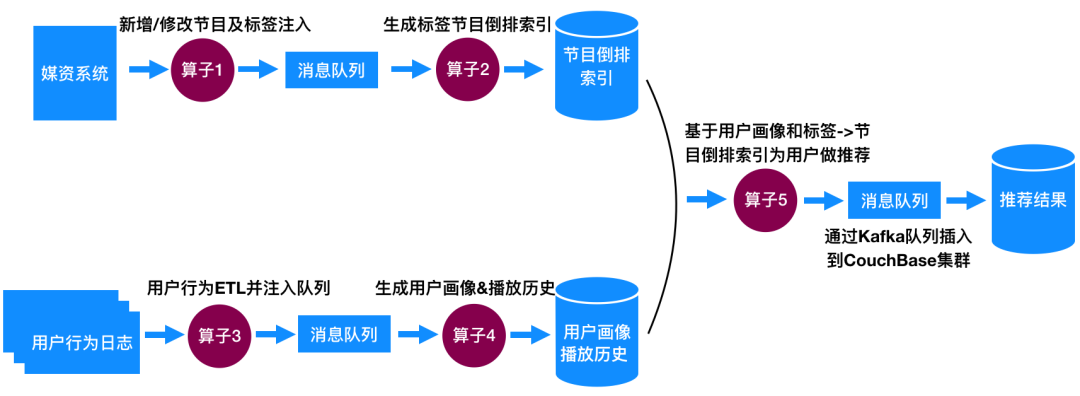 新增/修改节目及标签注入
生成标签节目倒排索引
媒资系统
算子1
消息队列
算子2
节目倒排
索引
基于用户画像和标签->节
目倒排索引为用户做推荐
算子5
消息队列
推荐结果
通过Kafka队列插入
到CouchBase集群
用户行为ETL并注入队列
生成用户画像&播放历史
用户行为日志
算子3
消息队列
算子4
用户画像
播放历史